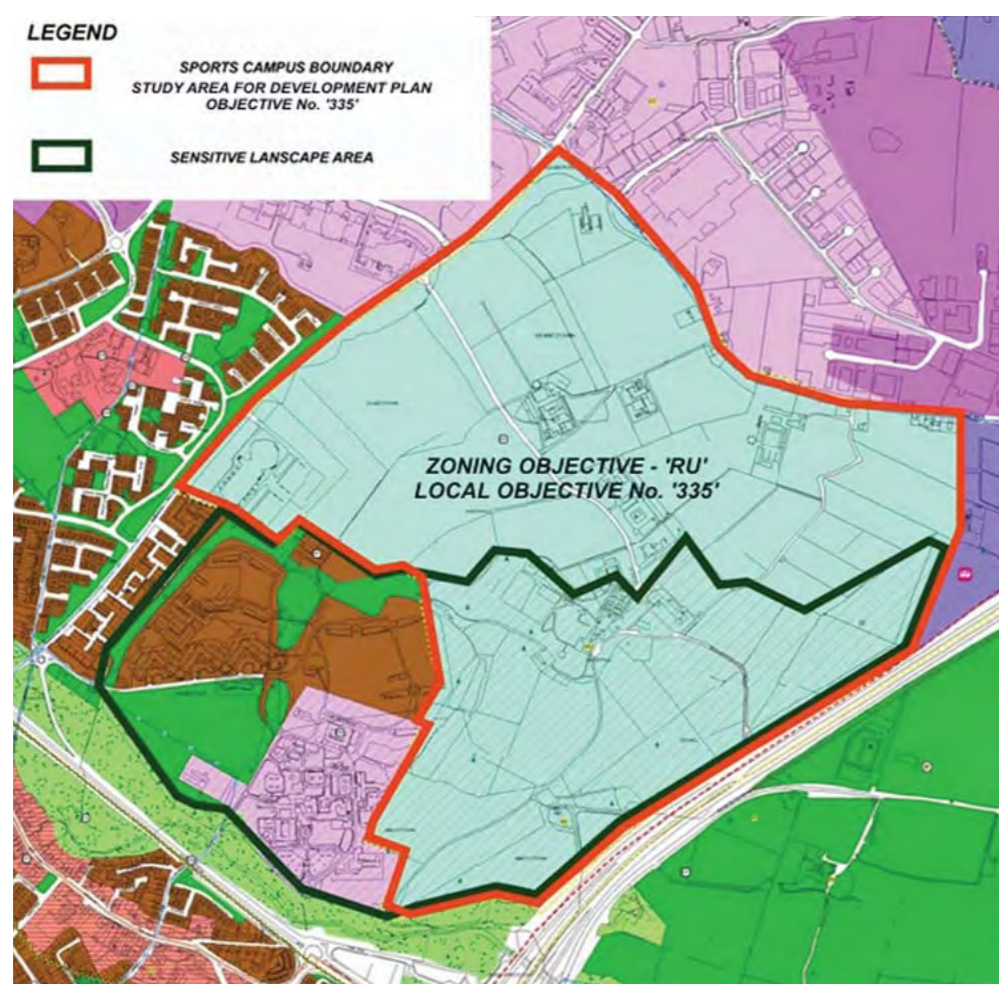 LEGEND
SPORTS CAMPUS BOUNDARY
STUDY AREA FOR DEVELOPMENT PLAN
OBJECTIVE No. '335'
SENSITIVE LANSCAPE AREA
ZONING OBJECTIVE - 'RU'
LOCAL OBJECTIVE No. '335'